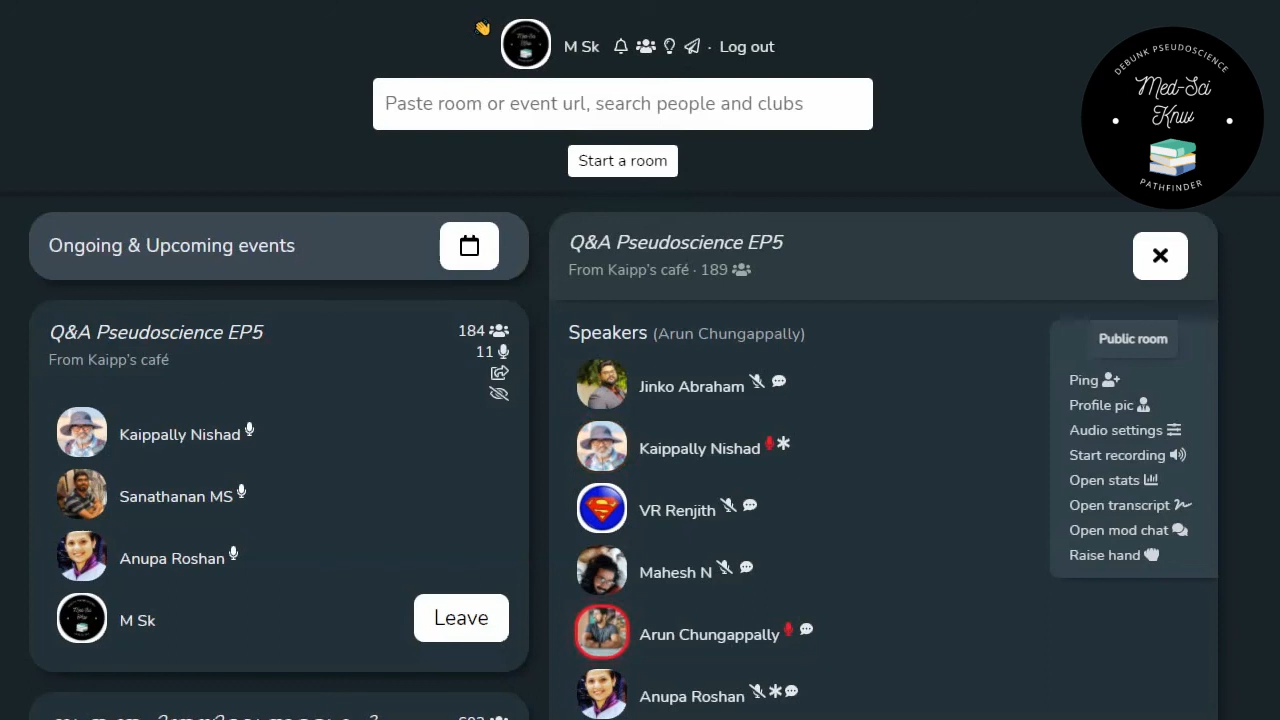 M Sk · Log out
Paste room or event url, search people and clubs
Start a room
DEBUNK PSEUDOSCIENCE
Med-Sci
Knw
PATHFINDER
Ongoing & Upcoming events
Q&A Pseudoscience EP5
184
From Kaipp's café
11
Kaippally Nishad
Sanathanan MS
Anupa Roshan
M Sk
Leave
Q&A Pseudoscience EP5
From Kaipp's café · 189
Speakers (Arun Chungappally)
Jinko Abraham
Kaippally Nishad
VR Renjith
Mahesh N
Arun Chungappally
Anupa Roshan
Public room
Ping
Profile pic
Audio settings
Start recording
Open stats
Open transcript
Open mod chat
Raise hand